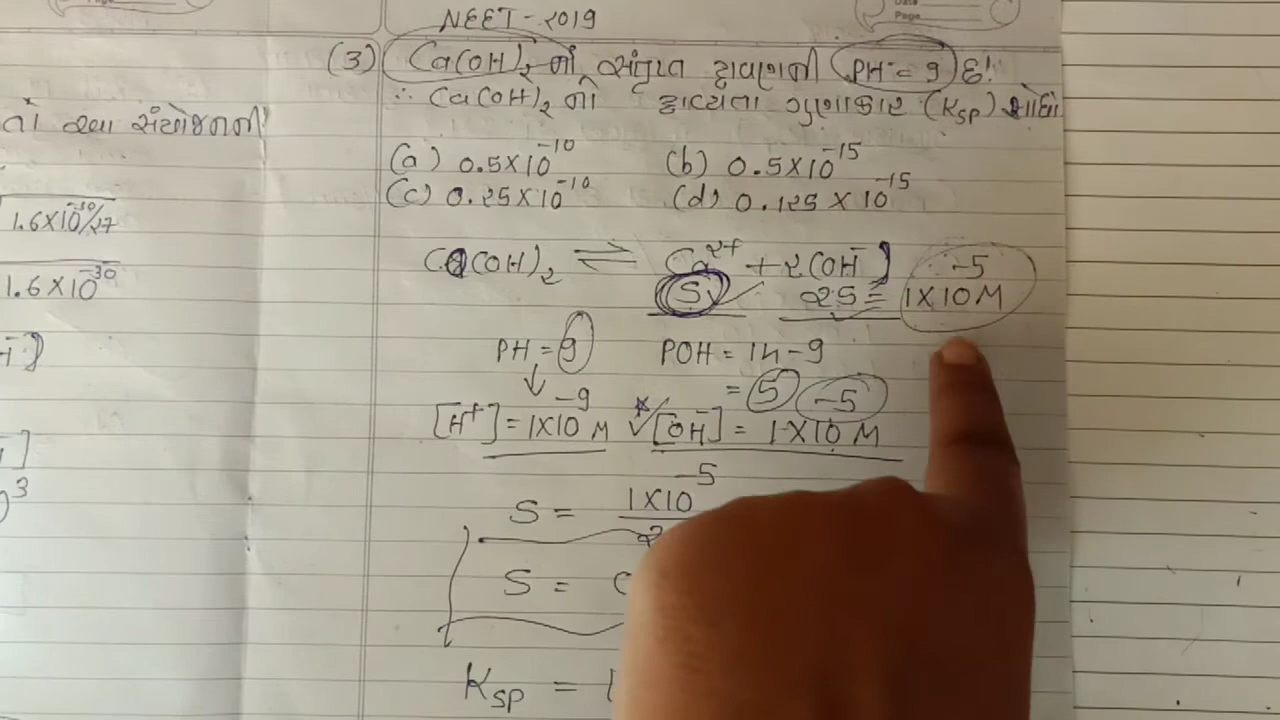 NEET-૨019
(3) Ca(OH)₂ ની સંતૃપ્ત દ્રાવણની PH = 9 છે!
∴ Ca(OH)₂ નો દ્રાવ્યતા ગુણાકાર (Ksp) શોધો
(a) 0.5×10⁻¹⁰ (b) 0.5×10⁻¹⁵
(c) 0.25×10⁻¹⁰ (d) 0.125×10⁻¹⁵
Ca(OH)₂ ⇌ Ca²⁺ + 2(OH⁻)
S 2S = 1×10⁻⁵M
PH = 9 POH = 14-9
= 5
[H⁺] = 1×10⁻⁹ M [OH⁻] = 1×10⁻⁵ M
S = 1×10⁻⁵
S =
Ksp =
1.6×10⁻³⁰/27
1.6×10⁻³⁰